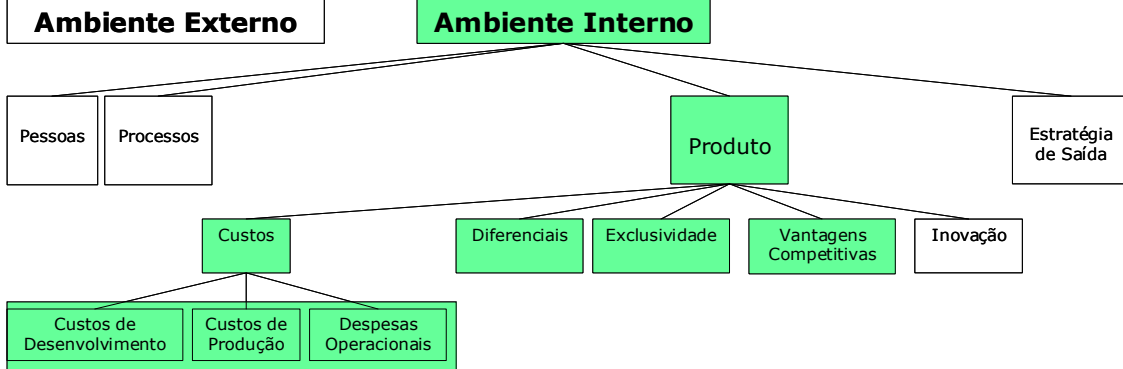 Ambiente Externo
Ambiente Interno
Pessoas
Processos
Produto
Estratégia
de Saída
Custos
Diferenciais
Exclusividade
Vantagens
Competitivas
Inovação
Custos de
Desenvolvimento
Custos de
Produção
Despesas
Operacionais